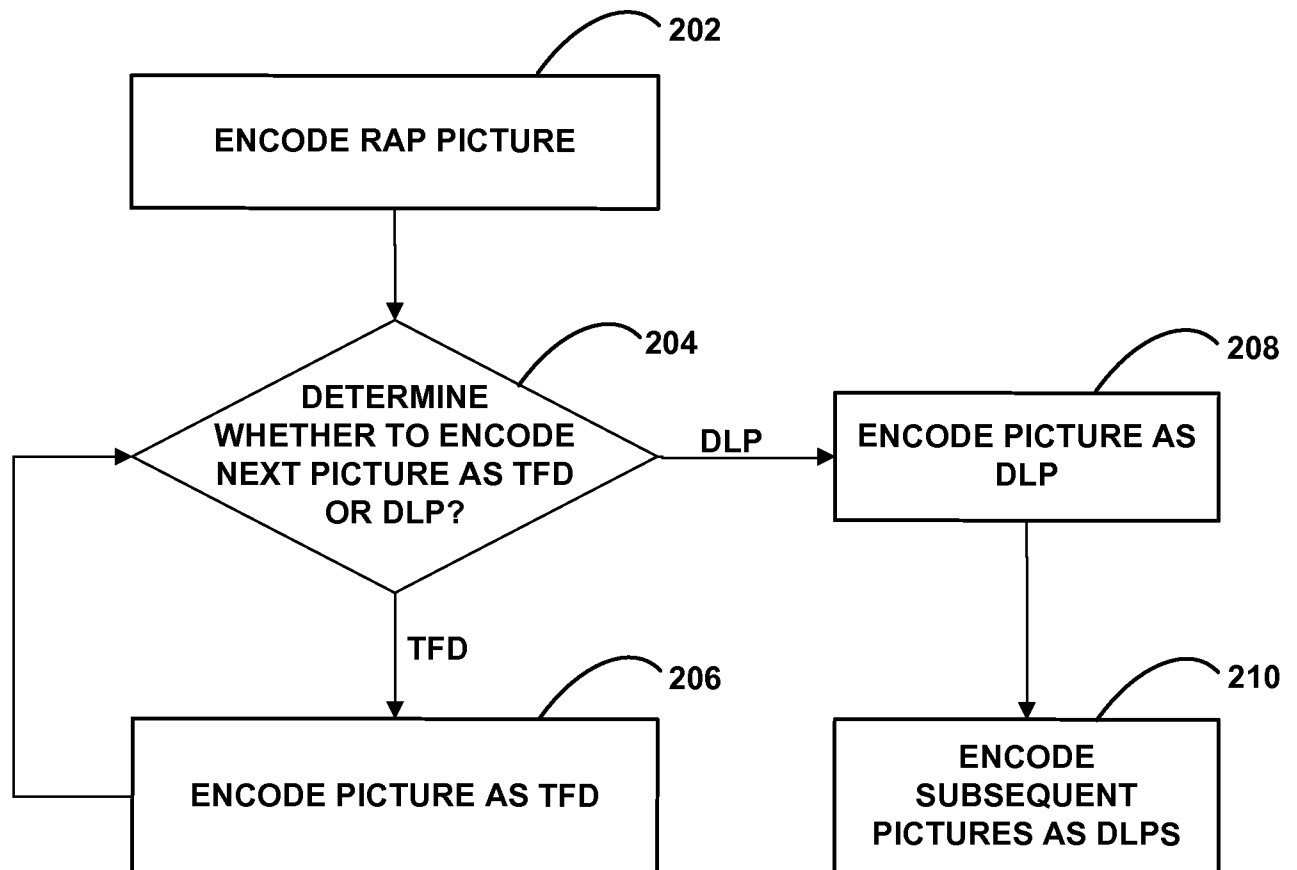 202
ENCODE RAP PICTURE
204
DETERMINE
WHETHER TO ENCODE
NEXT PICTURE AS TFD
OR DLP?
DLP
208
ENCODE PICTURE AS
DLP
TFD
206
ENCODE PICTURE AS TFD
210
ENCODE
SUBSEQUENT
PICTURES AS DLPS